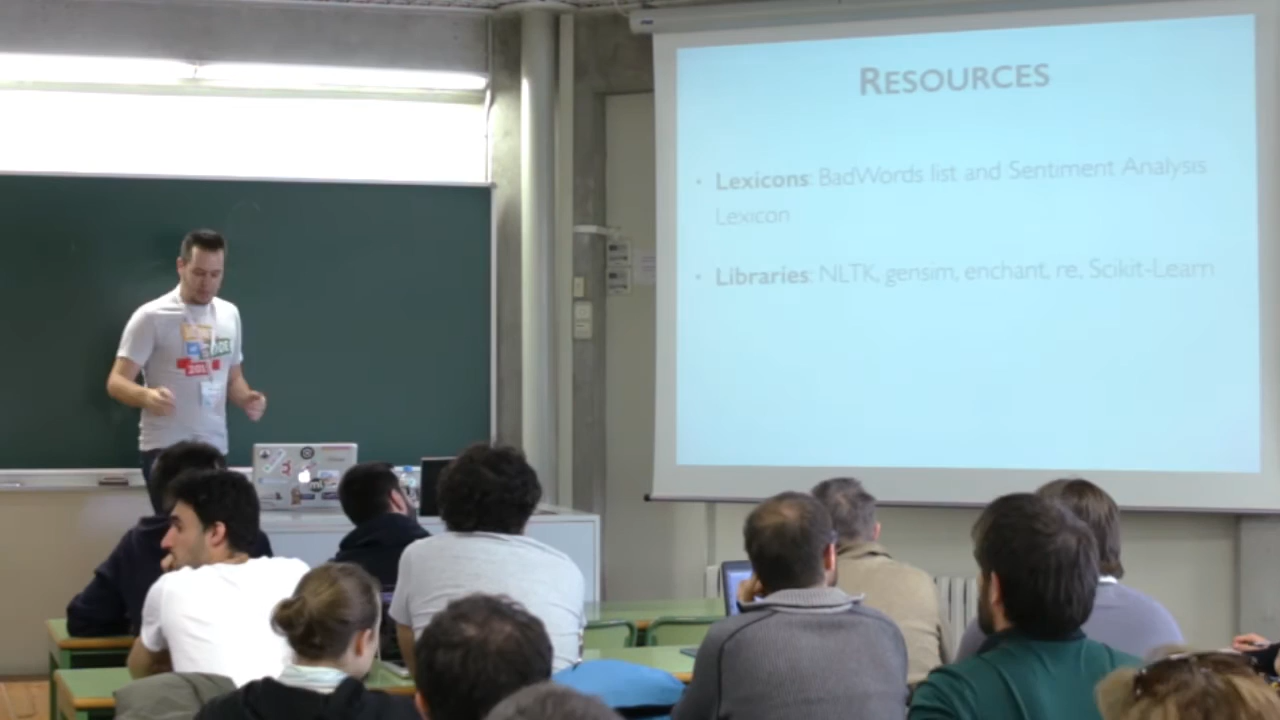 RESOURCES
• Lexicons: BadWords list and Sentiment Analysis
Lexicon
• Libraries: NLTK, gensim, enchant, re, Scikit-Learn